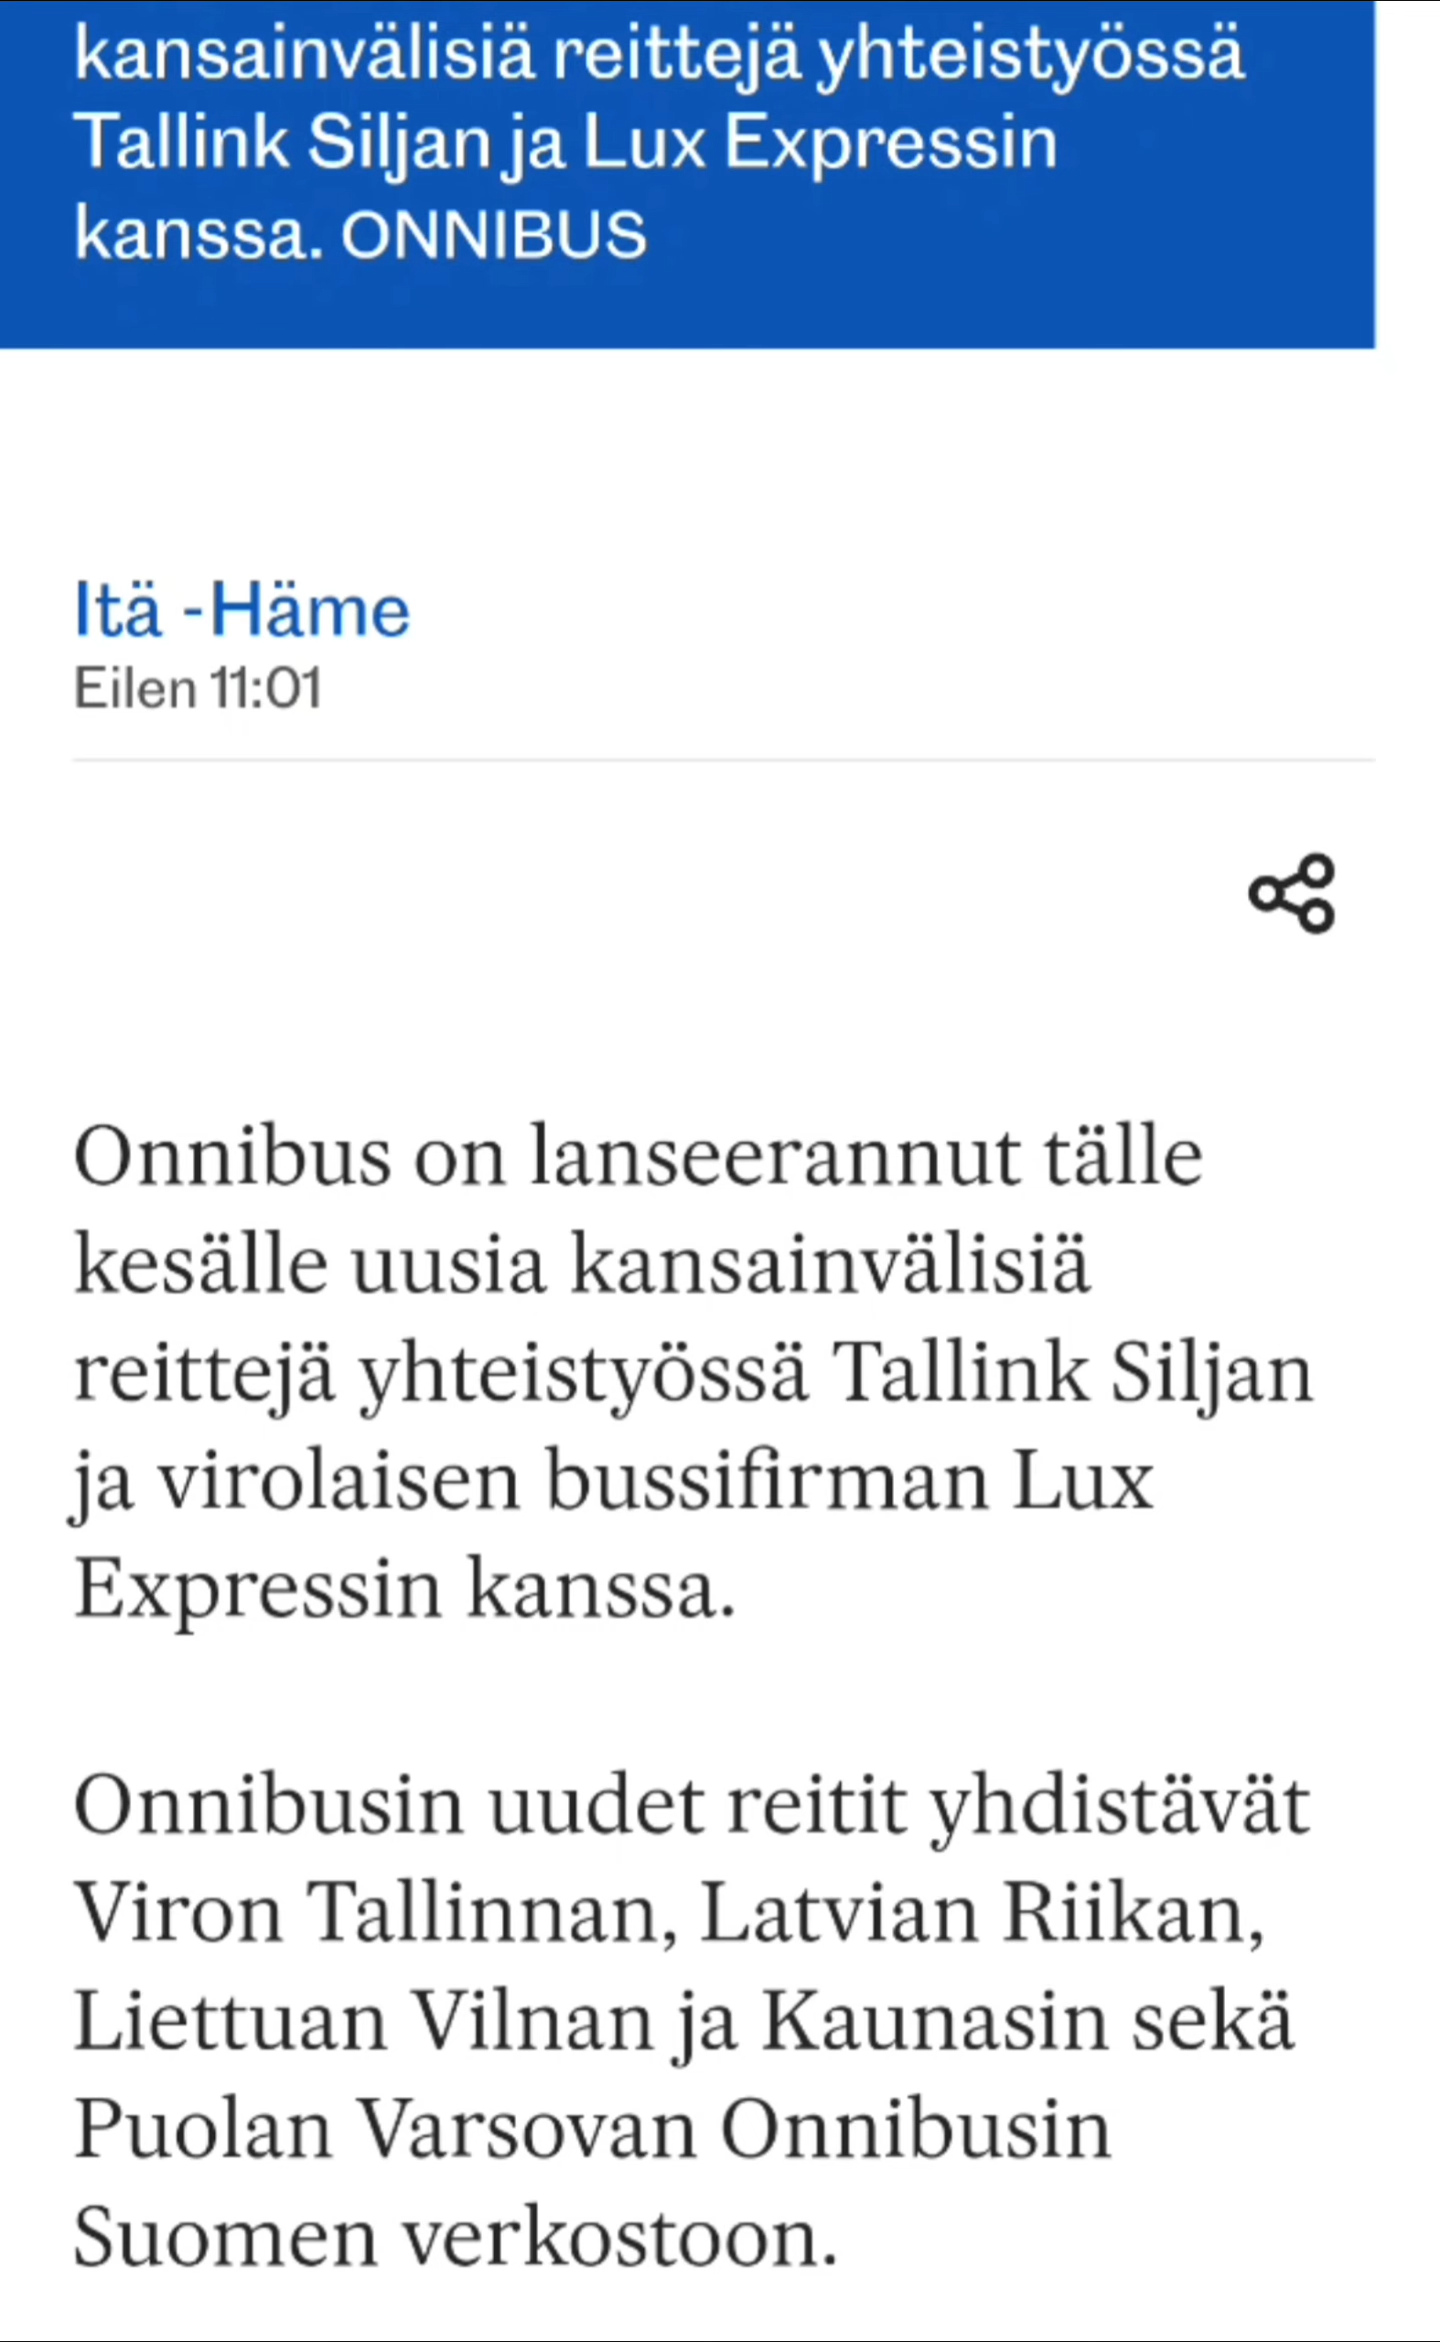 kansainvälisiä reittejä yhteistyössä
Tallink Siljan ja Lux Expressin
kanssa. ONNIBUS
Itä -Häme
Eilen 11:01
Onnibus on lanseerannut tälle
kesälle uusia kansainvälisiä
reittejä yhteistyössä Tallink Siljan
ja virolaisen bussifirman Lux
Expressin kanssa.
Onnibusin uudet reitit yhdistävät
Viron Tallinnan, Latvian Riikan,
Liettuan Vilnan ja Kaunasin sekä
Puolan Varsovan Onnibusin
Suomen verkostoon.